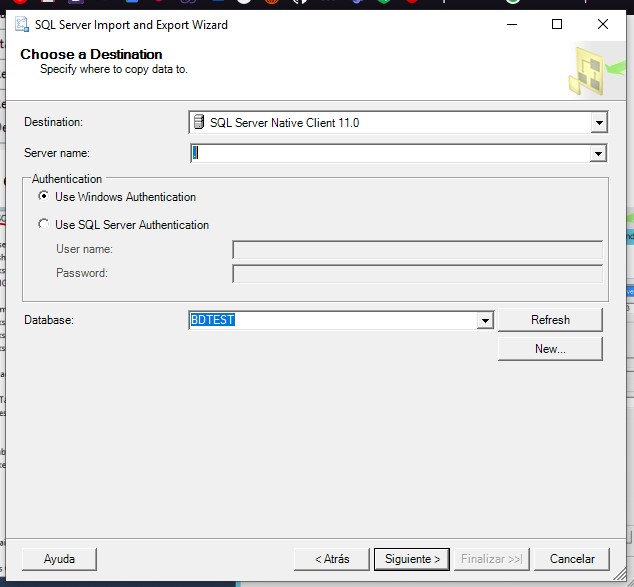 SQL Server Import and Export Wizard
Choose a Destination
Specify where to copy data to.
Destination:
SQL Server Native Client 11.0
Server name:
.
Authentication
Use Windows Authentication
Use SQL Server Authentication
User name:
Password:
Database:
BDTEST
Refresh
New...
Ayuda
< Atrás
Siguiente >
Finalizar >>|
Cancelar